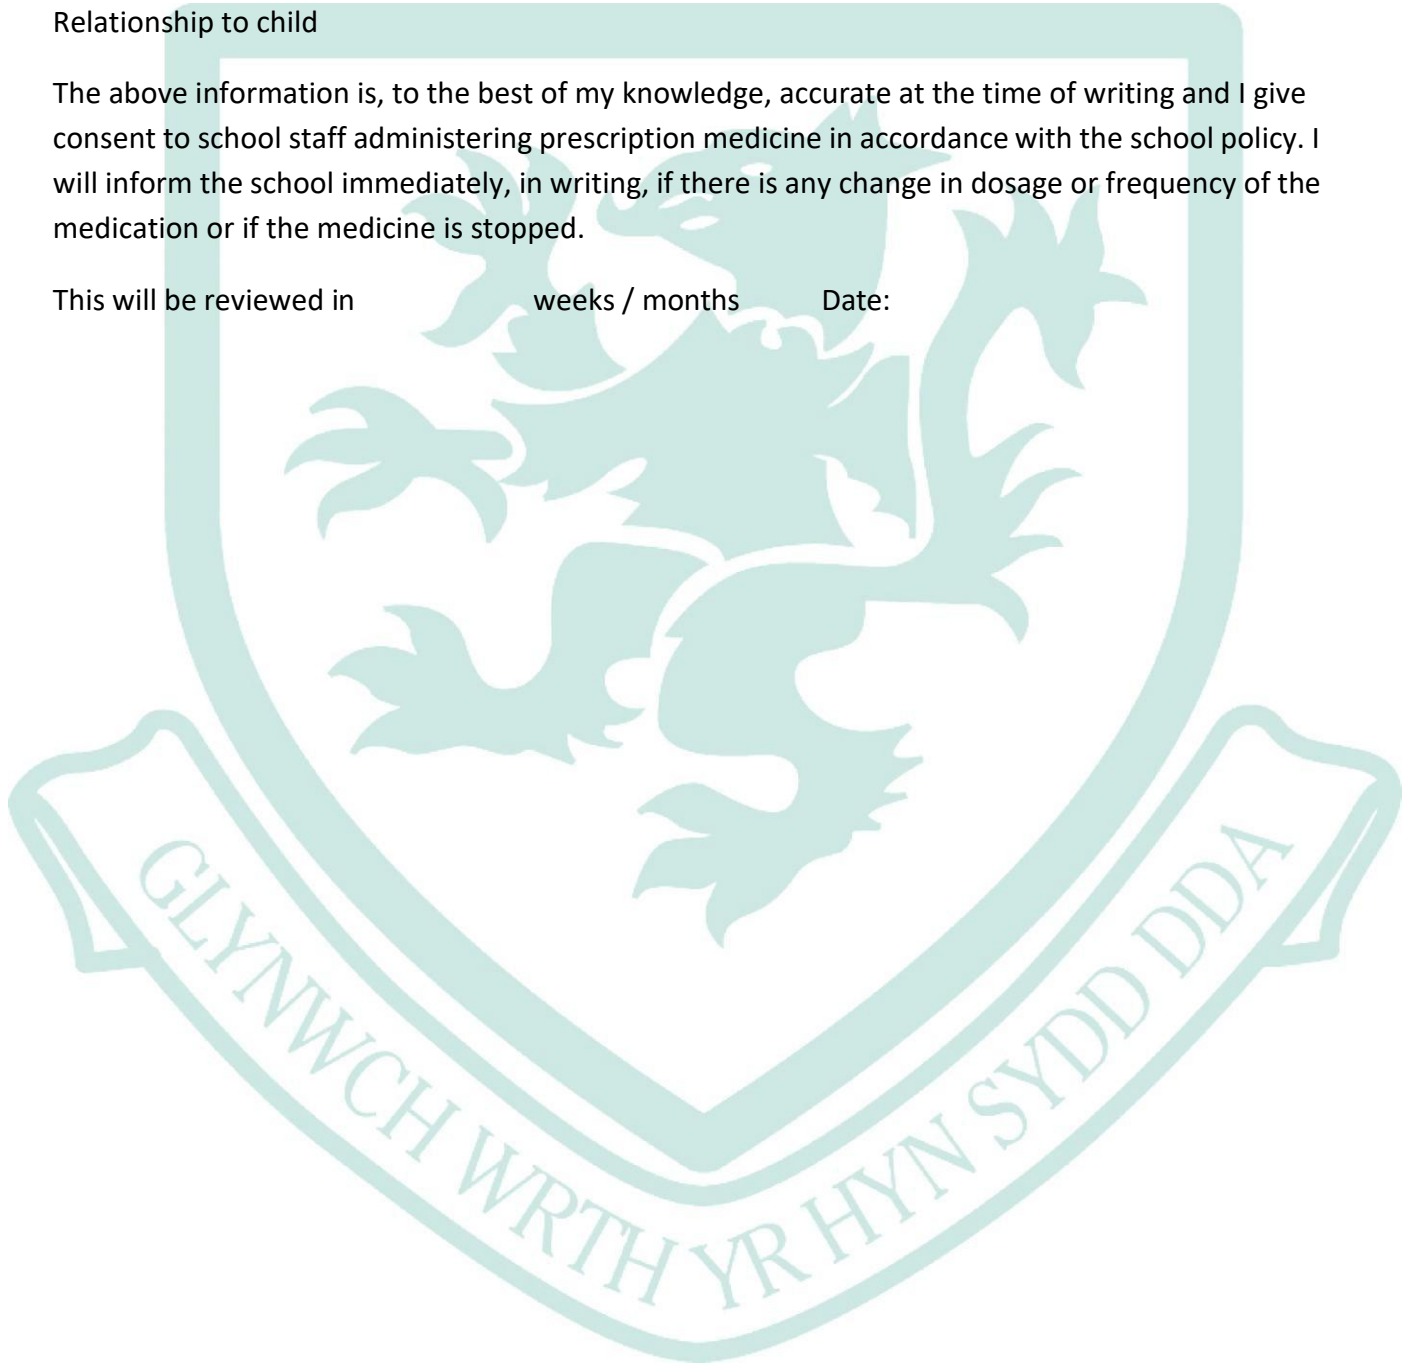 Relationship to child
The above information is, to the best of my knowledge, accurate at the time of writing and I give
consent to school staff administering prescription medicine in accordance with the school policy. I
will inform the school immediately, in writing, if there is any change in dosage or frequency of the
medication or if the medicine is stopped.
This will be reviewed in weeks / months Date:
GLYNWCH WRTH YR HYN SYDD DDA